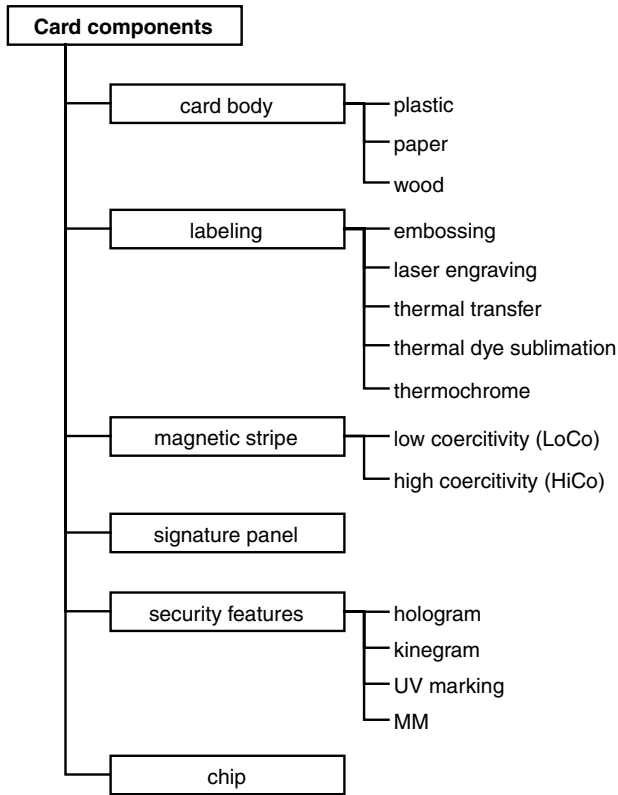 Card components
card body
plastic
paper
wood
labeling
embossing
laser engraving
thermal transfer
thermal dye sublimation
thermochrome
magnetic stripe
low coercitivity (LoCo)
high coercitivity (HiCo)
signature panel
security features
hologram
kinegram
UV marking
MM
chip